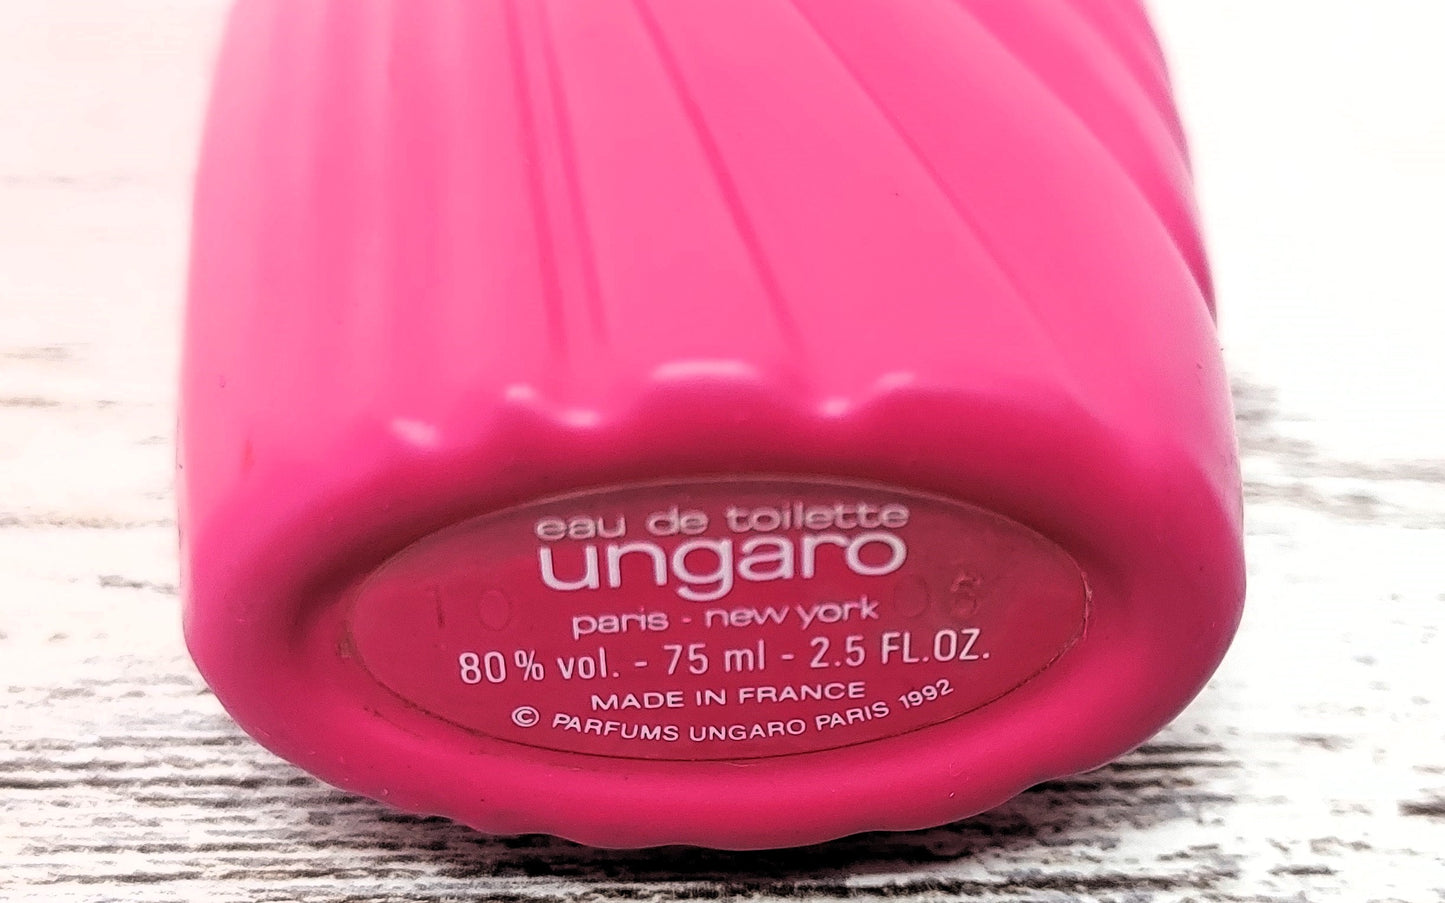 eau de toilette
ungaro
paris - new york
80% vol. - 75 ml - 2.5 FL.OZ.
MADE IN FRANCE
© PARFUMS UNGARO PARIS 1992